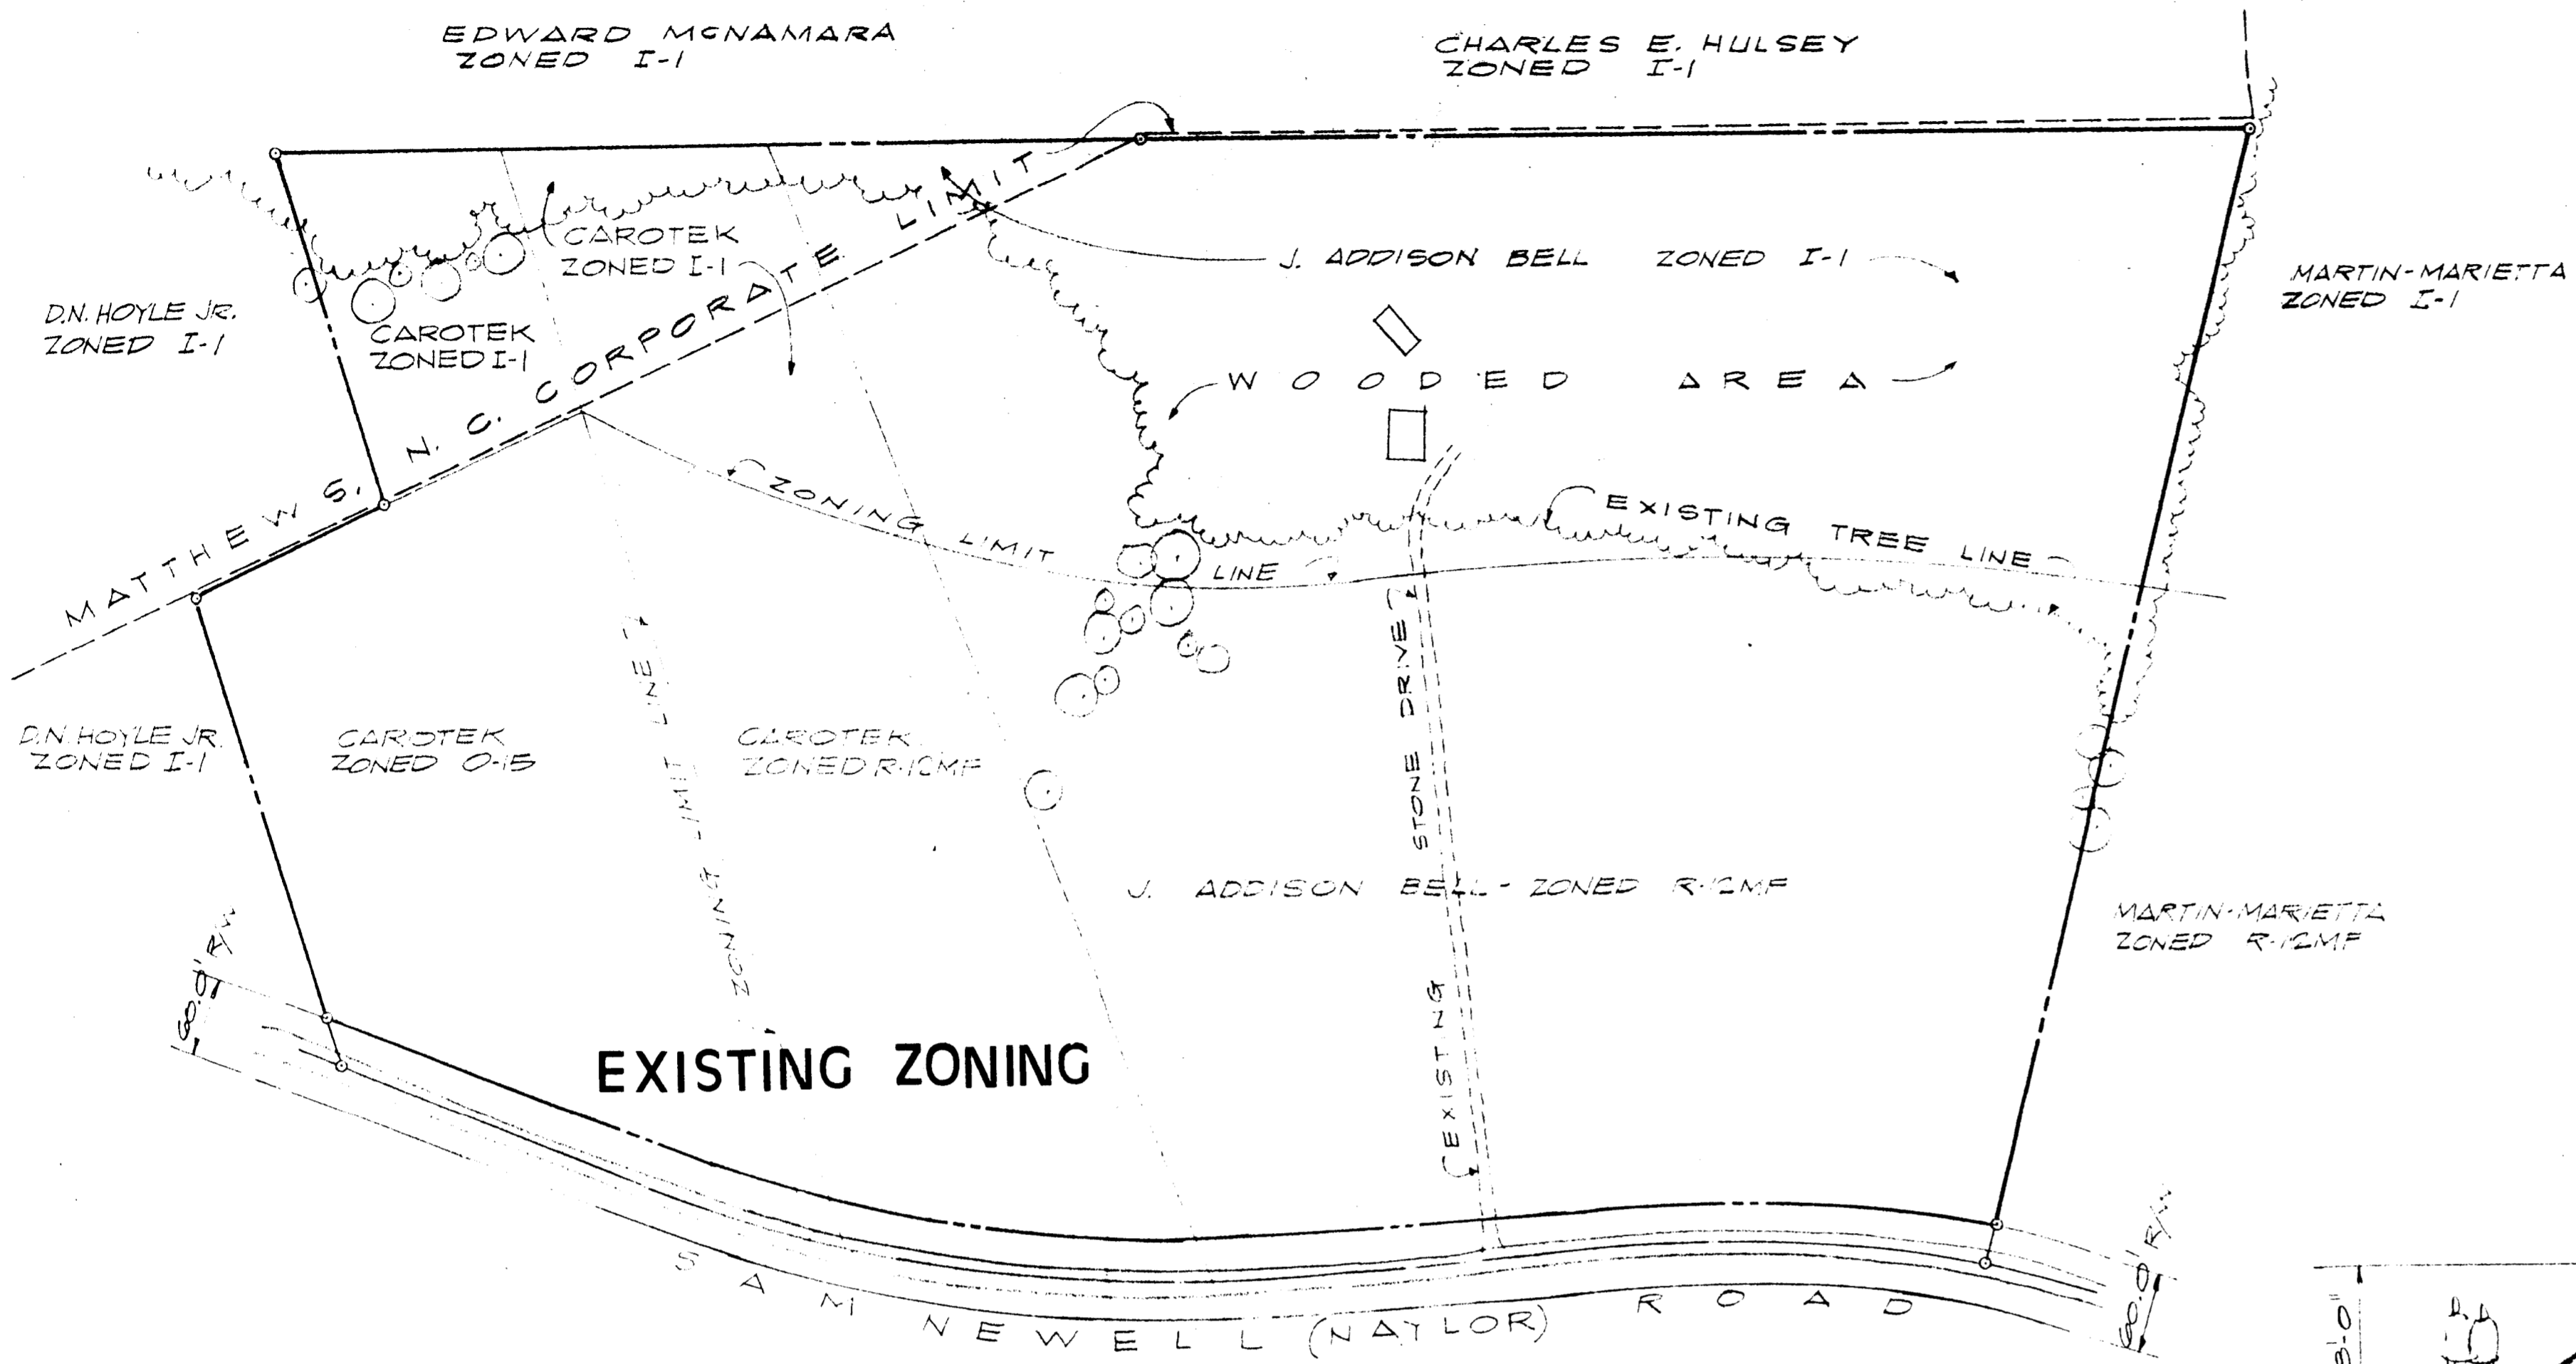 EDWARD MCNAMARA
ZONED I-1
CHARLES E. HULSEY
ZONED I-1
CAROTEK
ZONED I-1
J. ADDISON BELL ZONED I-1
MARTIN-MARIETTA
ZONED I-1
D.N. HOYLE JR.
ZONED I-1
CAROTEK
ZONED I-1
WOODED AREA
MATTHEWS. N. C. CORPORATE LIMIT
ZONING LIMIT LINE
EXISTING TREE LINE
ZONING LIMIT LINE
EXISTING STONE DRIVE
D.N. HOYLE JR.
ZONED I-1
CAROTEK
ZONED O-15
CAROTEK
ZONED R-12MF
J. ADDISON BELL - ZONED R-12MF
MARTIN-MARIETTA
ZONED R-12MF
60.0' R/W
EXISTING ZONING
60.0' R/W
SAM NEWELL (NAYLOR) ROAD